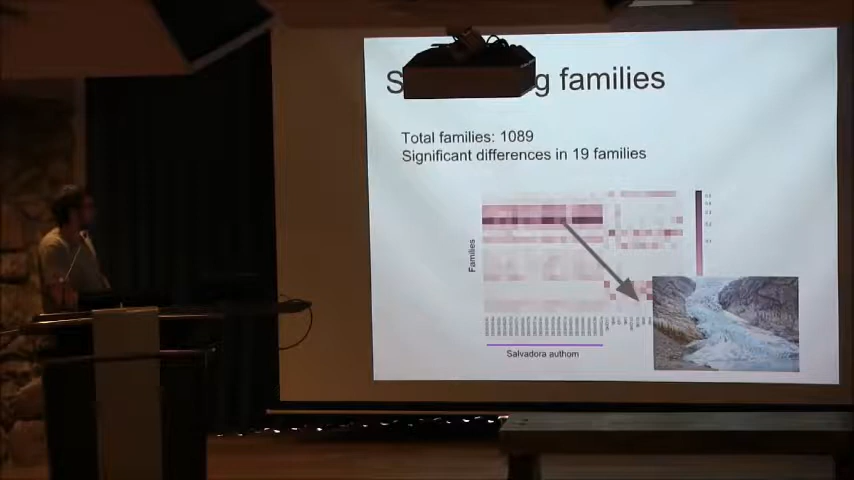 S g families
Total families: 1089
Significant differences in 19 families
Families
Salvadora authom